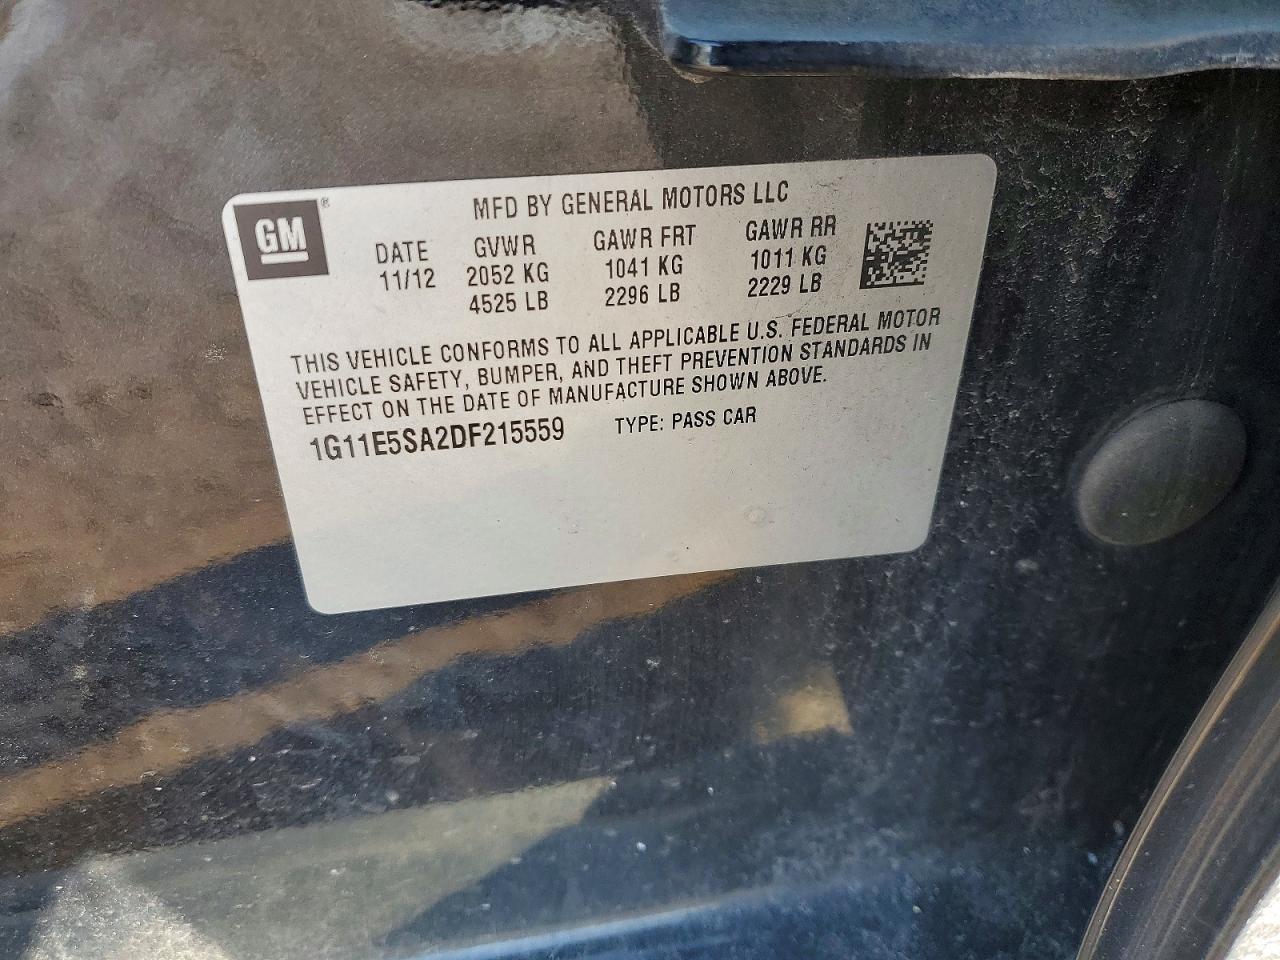 MFD BY GENERAL MOTORS LLC
GM ®
DATE GVWR GAWR FRT GAWR RR
11/12 2052 KG 1041 KG 1011 KG
4525 LB 2296 LB 2229 LB
THIS VEHICLE CONFORMS TO ALL APPLICABLE U.S. FEDERAL MOTOR
VEHICLE SAFETY, BUMPER, AND THEFT PREVENTION STANDARDS IN
EFFECT ON THE DATE OF MANUFACTURE SHOWN ABOVE.
1G11E5SA2DF215559 TYPE: PASS CAR